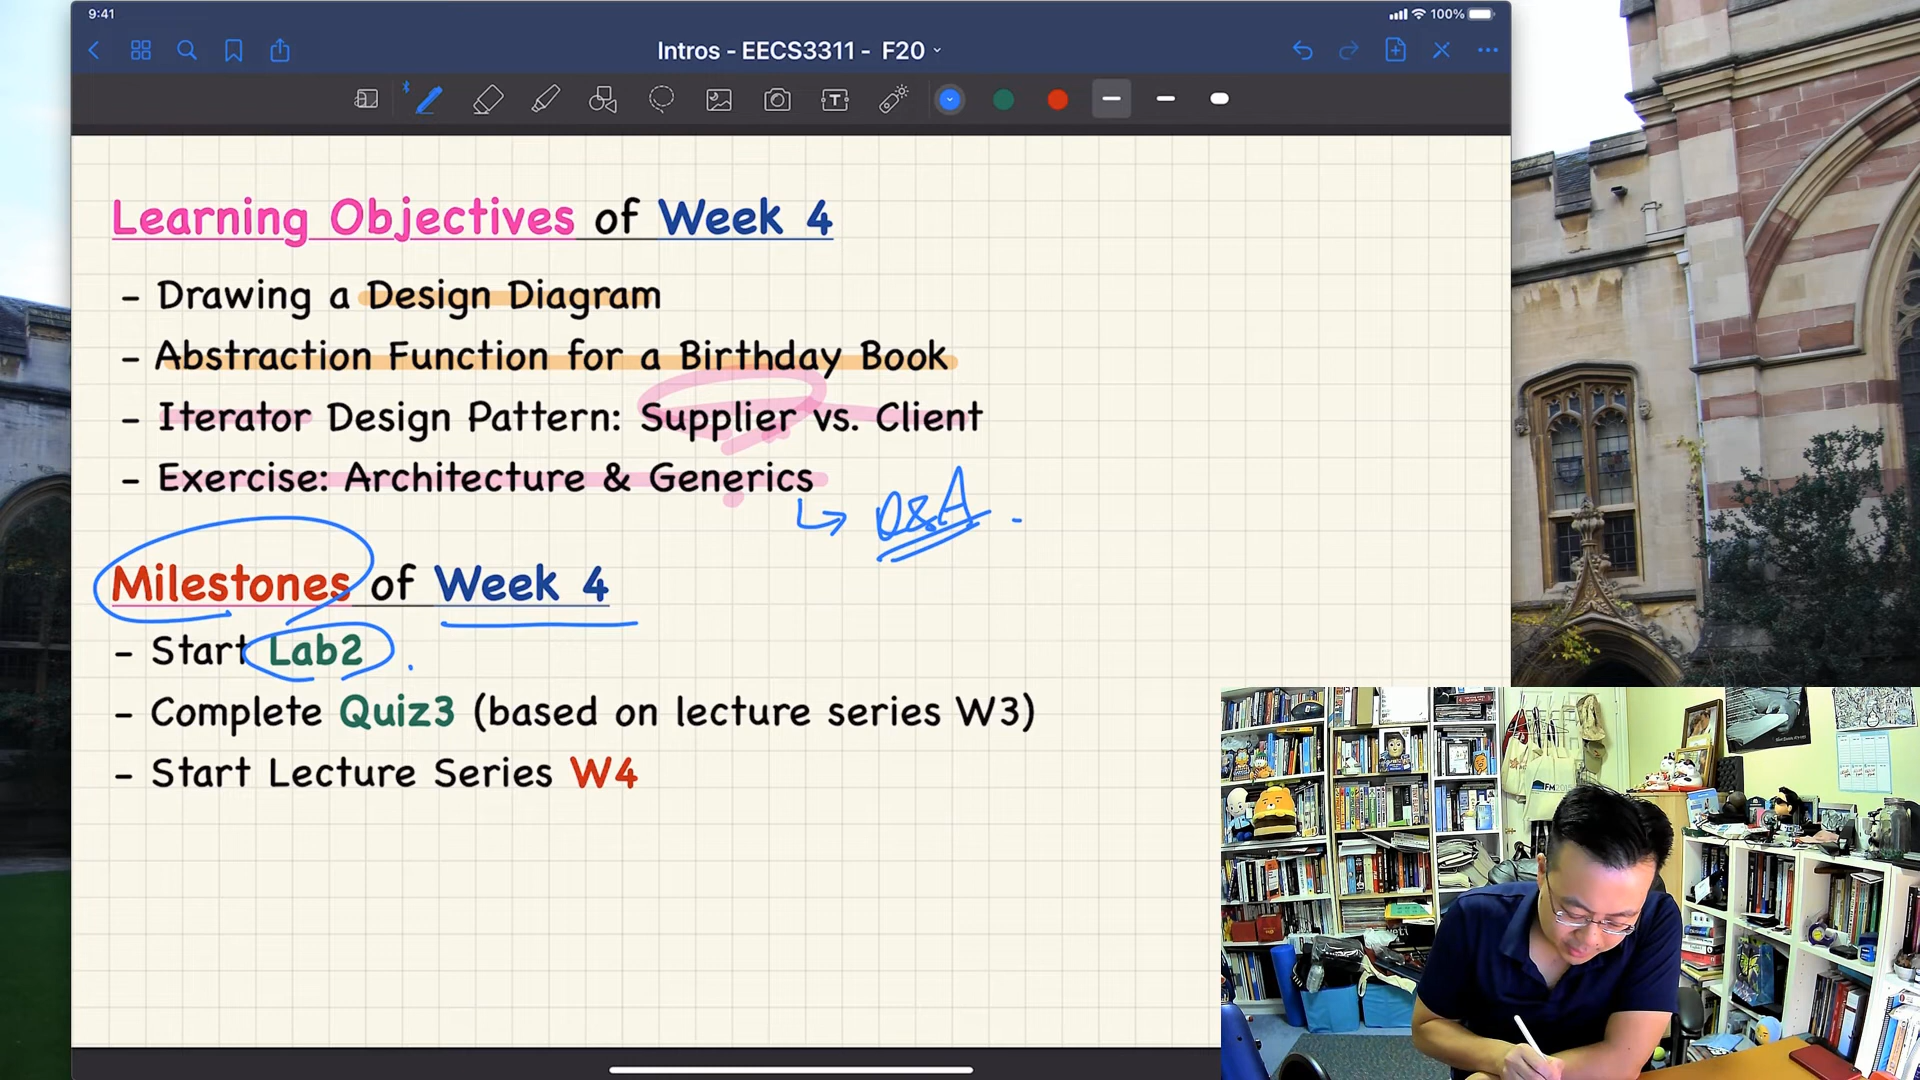 9:41
100%
Intros - EECS3311 - F20
Learning Objectives of Week 4
- Drawing a Design Diagram
- Abstraction Function for a Birthday Book
- Iterator Design Pattern: Supplier vs. Client
- Exercise: Architecture & Generics
↳ Q&A.
Milestones of Week 4
- Start Lab2.
- Complete Quiz3 (based on lecture series W3)
- Start Lecture Series W4